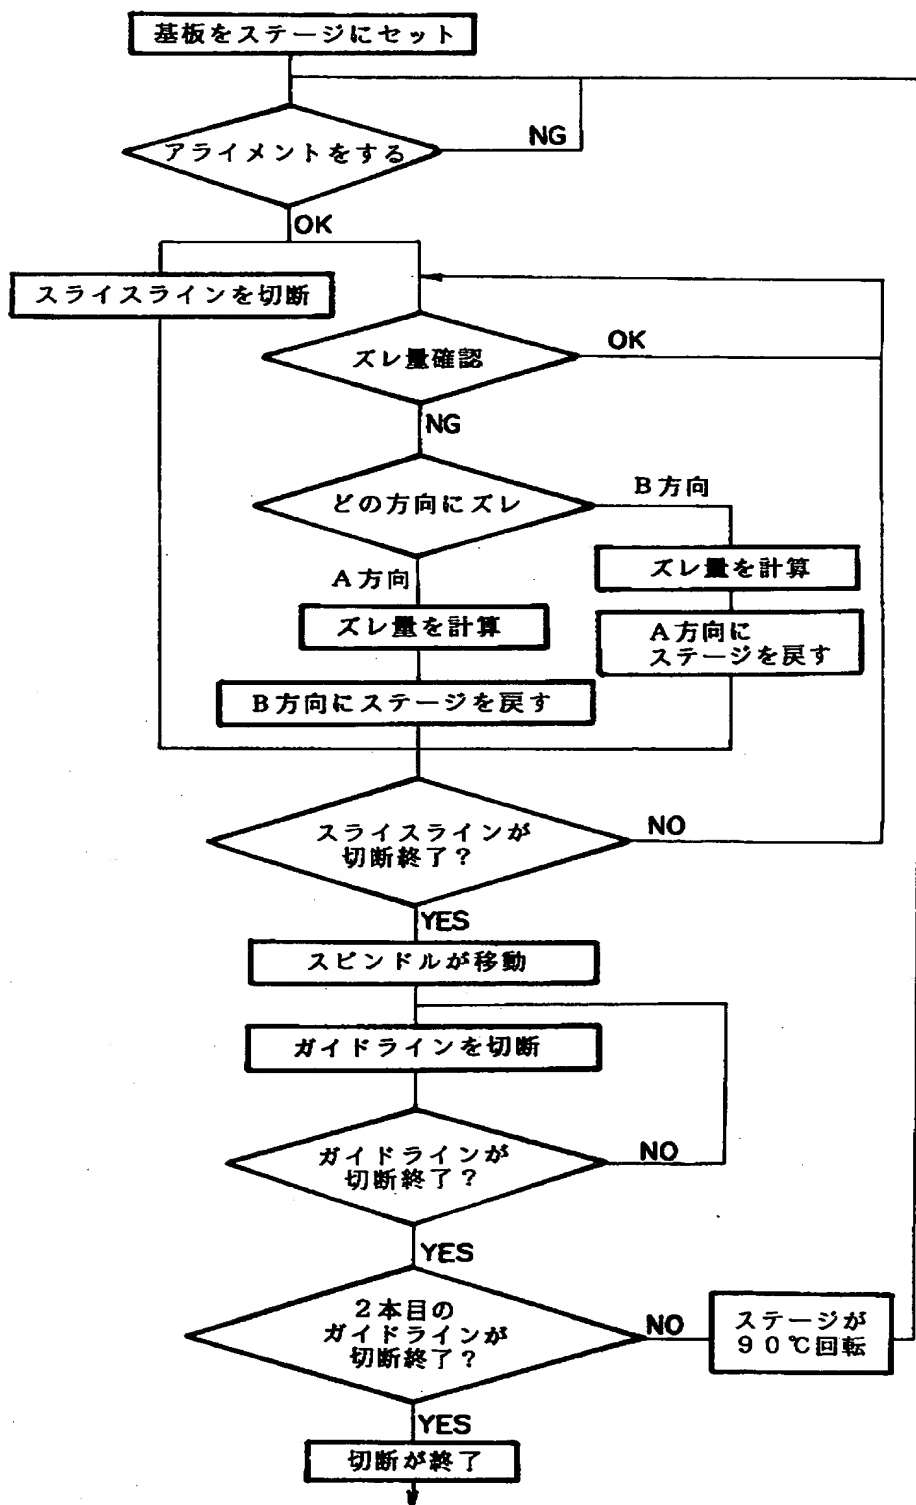 基板をステージにセット
アライメントをする
NG
OK
スライスラインを切断
ズレ量確認
OK
NG
どの方向にズレ
B方向
A方向
ズレ量を計算
ズレ量を計算
A方向に
ステージを戻す
B方向にステージを戻す
スライスラインが
切断終了?
NO
YES
スピンドルが移動
ガイドラインを切断
ガイドラインが
切断終了?
NO
YES
2本目の
ガイドラインが
切断終了?
NO
ステージが
90℃回転
YES
切断が終了